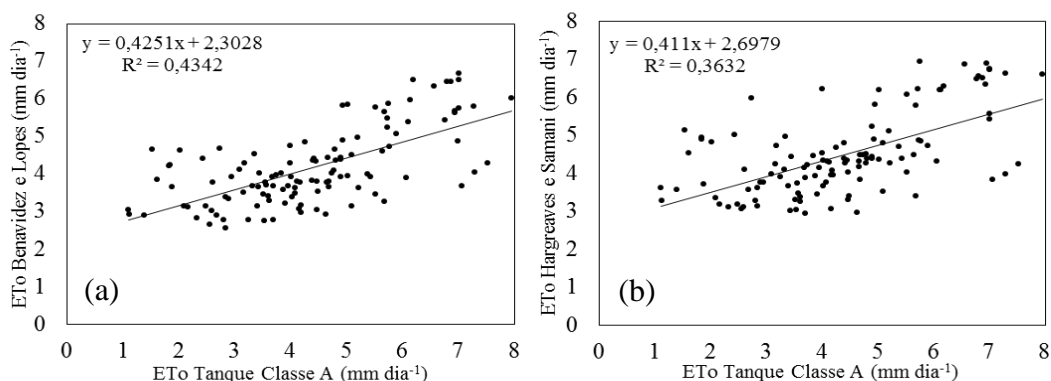 y = 0,4251x + 2,3028
R² = 0,4342
ETo Benavidez e Lopes (mm dia⁻¹)
8
7
6
5
4
3
2
1
0
(a)
0 1 2 3 4 5 6 7 8
ETo Tanque Classe A (mm dia⁻¹)
y = 0,411x + 2,6979
R² = 0,3632
ETo Hargreaves e Samani (mm dia⁻¹)
8
7
6
5
4
3
2
1
0
(b)
0 1 2 3 4 5 6 7 8
ETo Tanque Classe A (mm dia⁻¹)